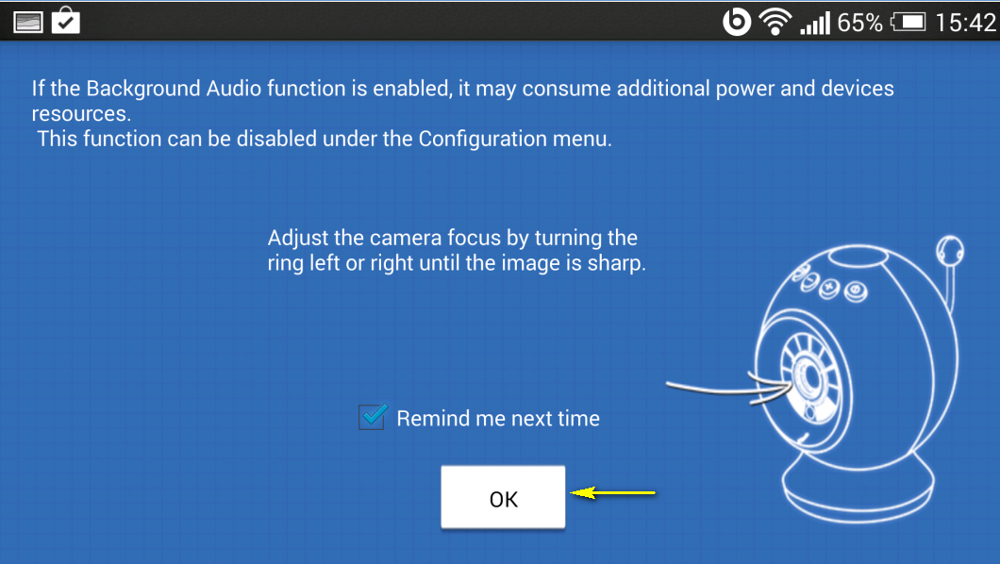 65% 15:42
If the Background Audio function is enabled, it may consume additional power and devices
resources.
This function can be disabled under the Configuration menu.
Adjust the camera focus by turning the
ring left or right until the image is sharp.
Remind me next time
OK